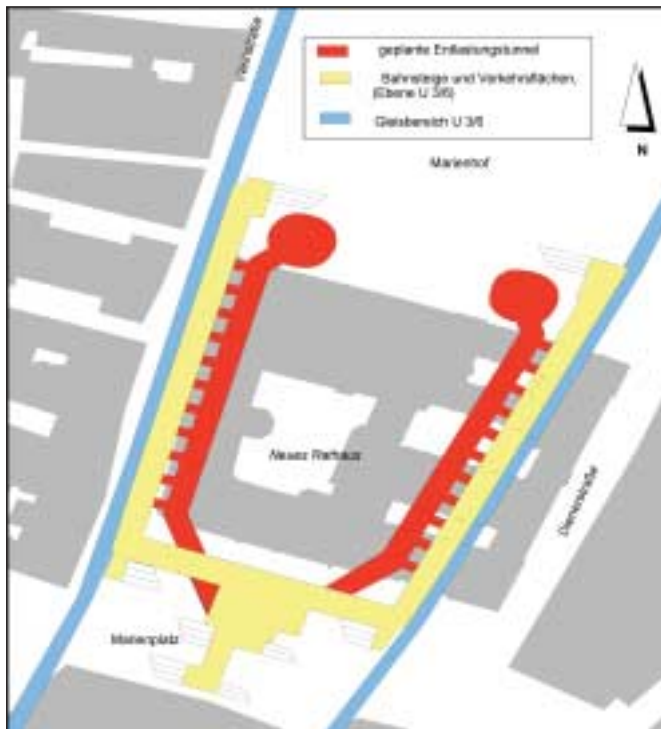 geplante Entlastungstunnel
Bahnsteige und Verkehrsflächen,
(Ebene U 3/6)
Gleisbereich U 3/6
N
Marienhof
Neues Rathaus
Dienerstraße
Marienplatz